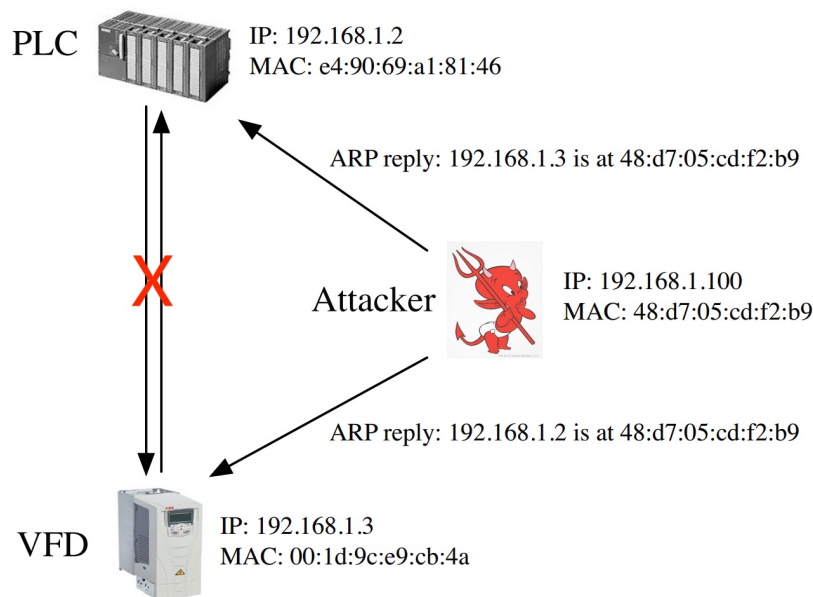 PLC
IP: 192.168.1.2
MAC: e4:90:69:a1:81:46
ARP reply: 192.168.1.3 is at 48:d7:05:cd:f2:b9
X
Attacker
IP: 192.168.1.100
MAC: 48:d7:05:cd:f2:b9
ARP reply: 192.168.1.2 is at 48:d7:05:cd:f2:b9
VFD
IP: 192.168.1.3
MAC: 00:1d:9c:e9:cb:4a